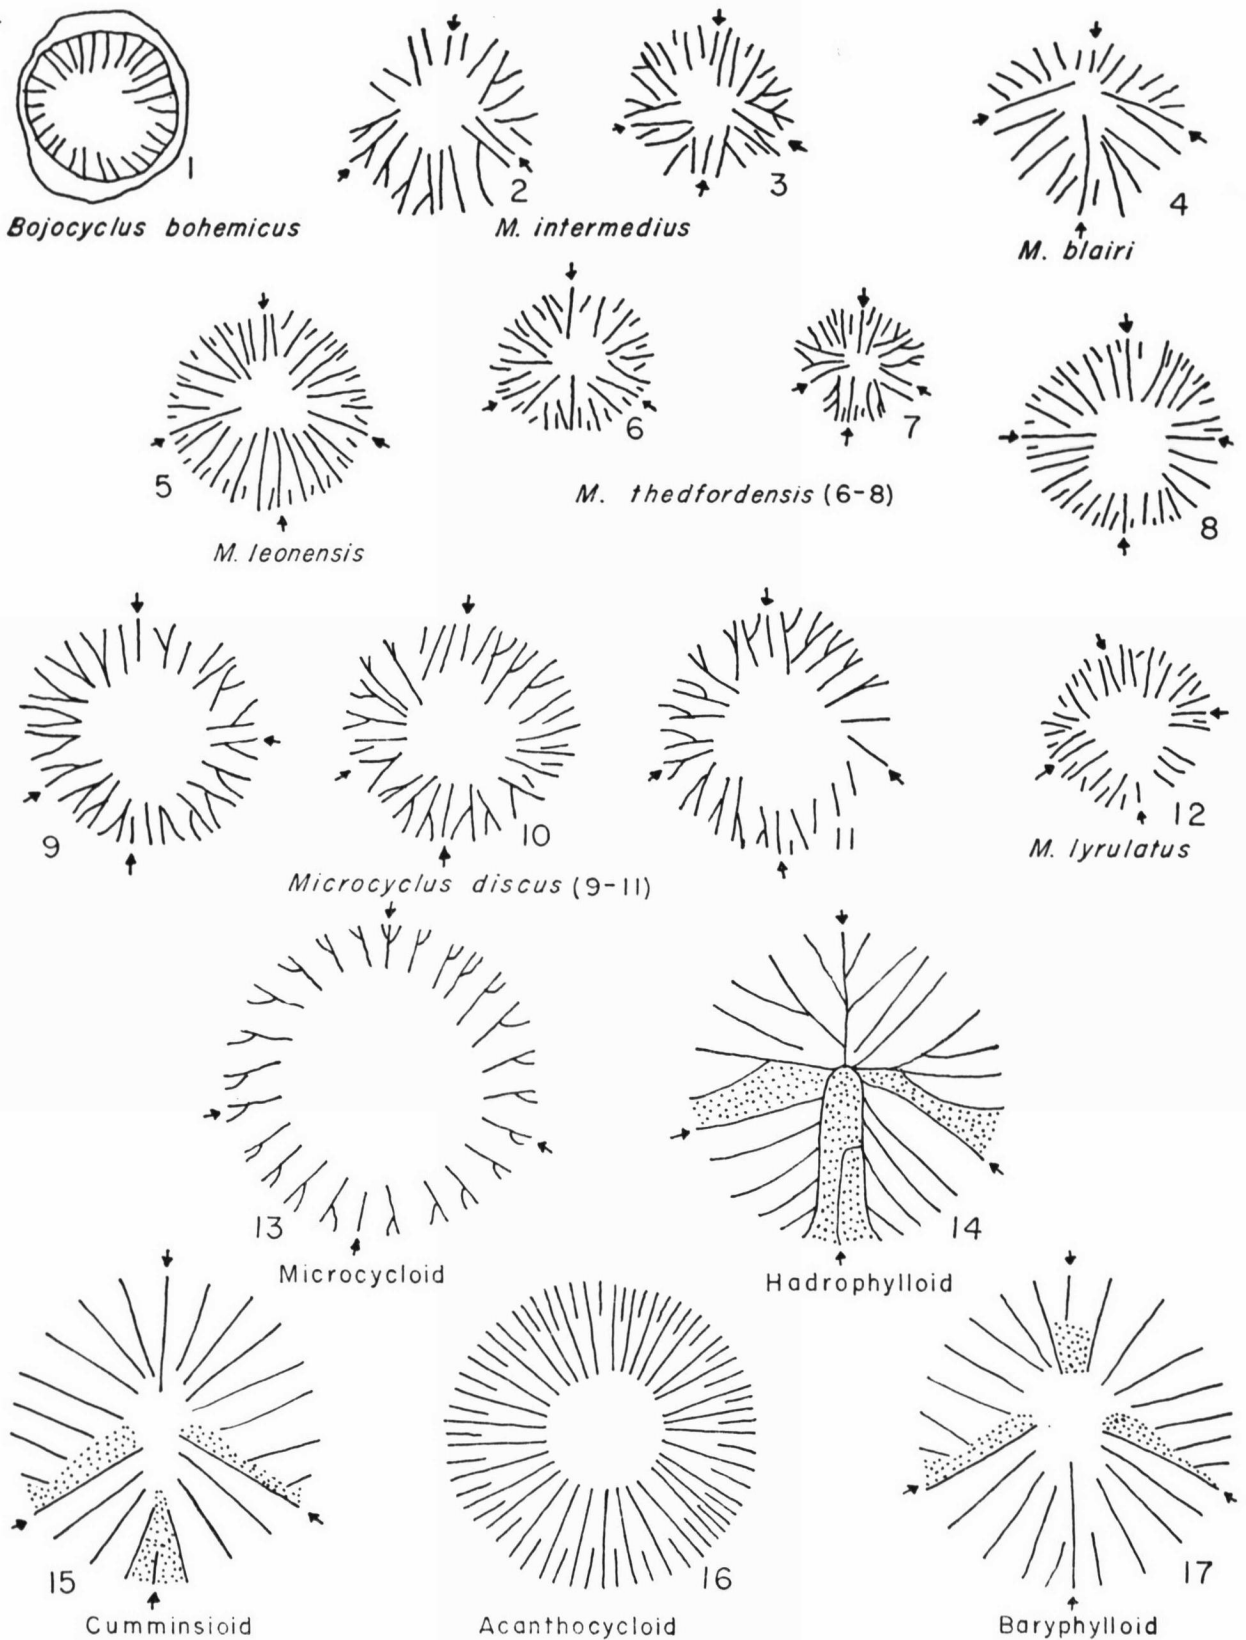 1
2
3
4
Bojocyclus bohemicus
M. intermedius
M. blairi
5
6
7
8
M. thedfordensis (6-8)
M. leonensis
9
10
11
12
M. lyrulatus
Microcyclus discus (9-11)
13
14
Microcycloid
Hadrophylloid
15
16
17
Cumminsioid
Acanthocycloid
Baryphylloid